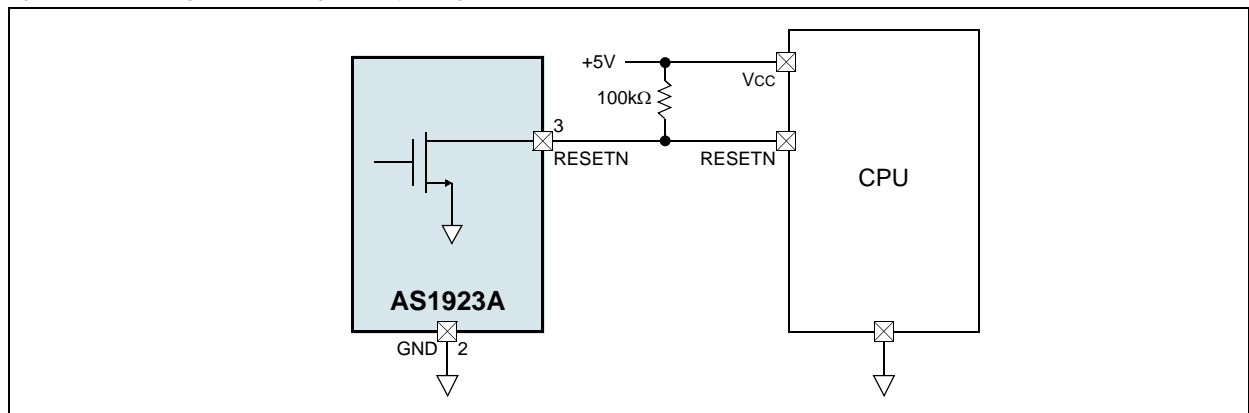 +5V
VCC
100kΩ
3
RESETN
RESETN
CPU
AS1923A
GND
2